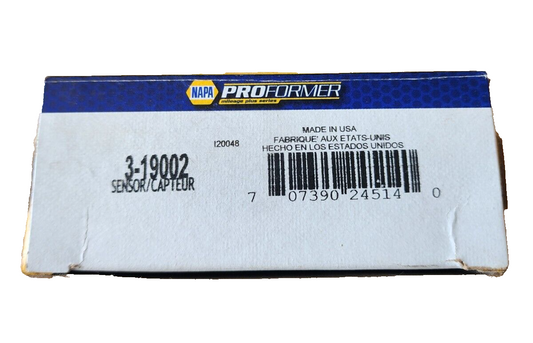 NAPA PROFORMER
mileage plus series
MADE IN USA
I20048 FABRIQUE' AUX ETATS-UNIS
HECHO EN LOS ESTADOS UNIDOS
3-19002
SENSOR/CAPTEUR
7 07390 24514 0